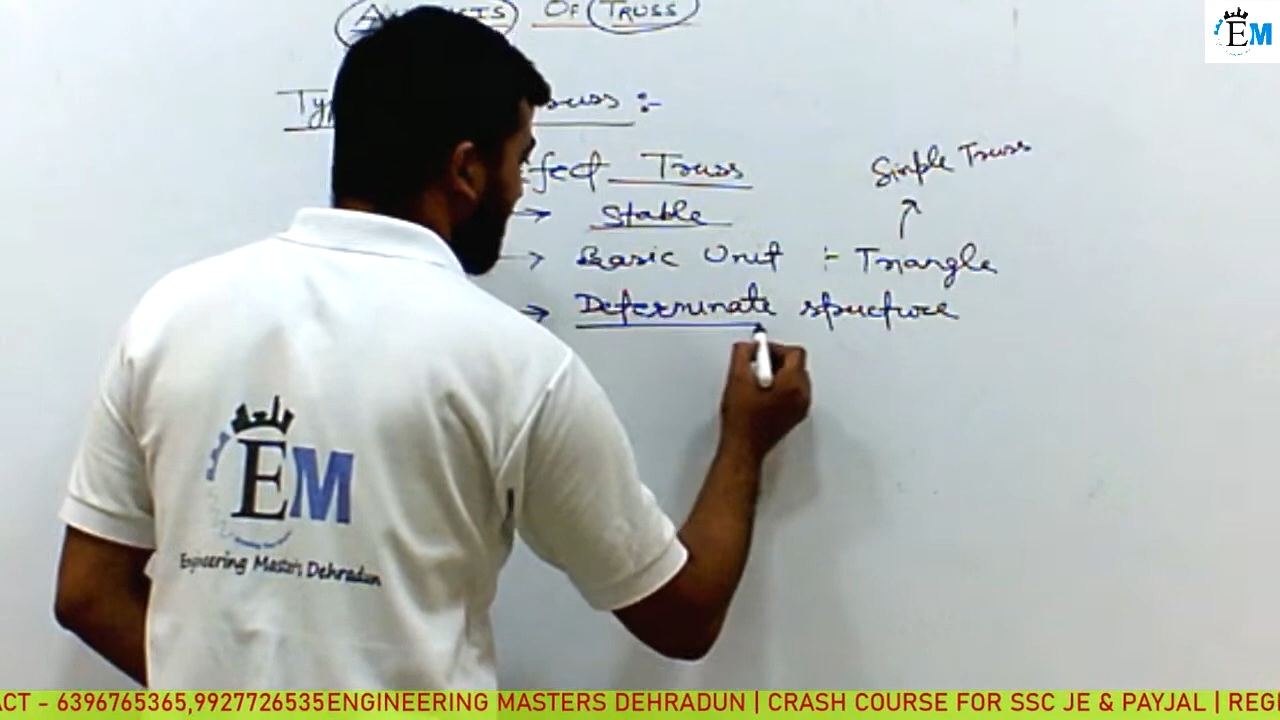 OF TRUSS
EM
:-
Truss
Simple Truss
→ Stable
→ Basic Unit :- Triangle
→ Determinate structure
EM
Engineering Masters Dehradun
ACT - 6396765365,9927726535ENGINEERING MASTERS DEHRADUN | CRASH COURSE FOR SSC JE & PAYJAL | REGI